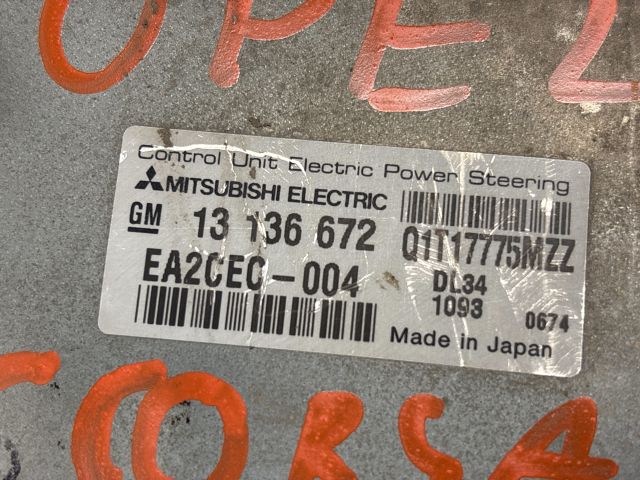 OPEL
Control Unit Electric Power Steering
MITSUBISHI ELECTRIC
GM 13 136 672
Q1T17775MZZ
EA2CEC-004
DL34
1093
0674
Made in Japan
CORSA